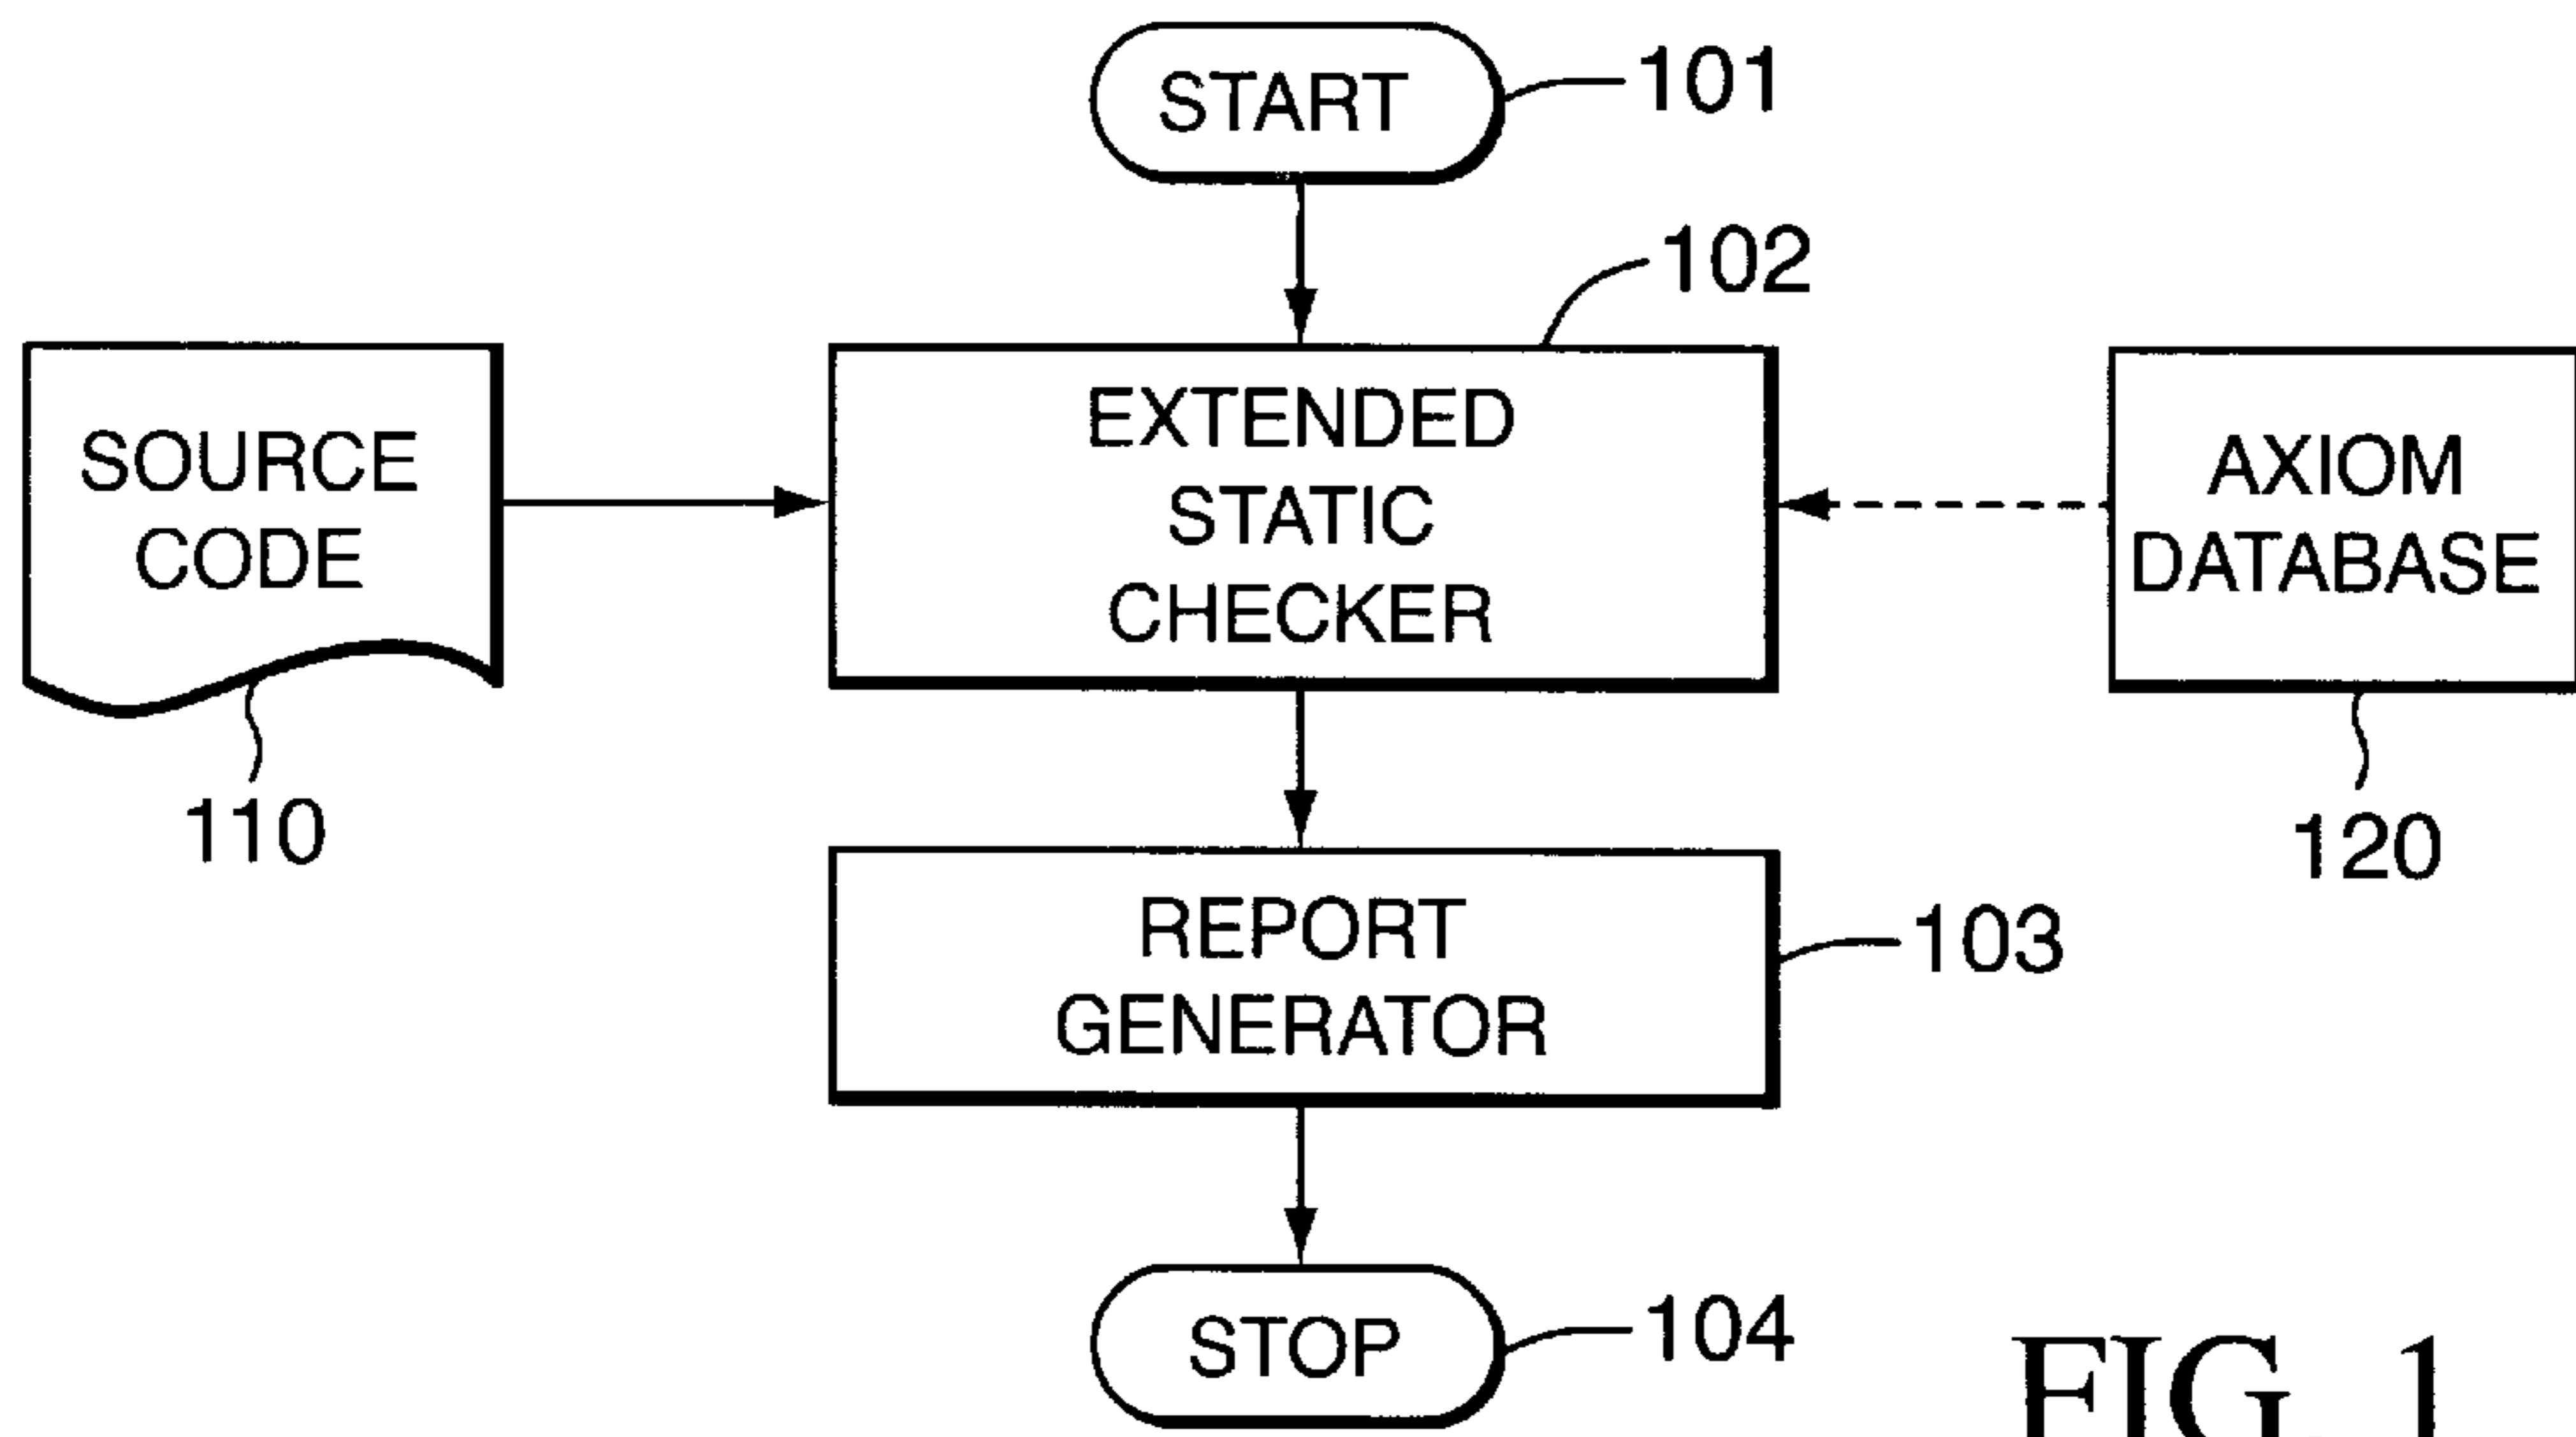 START
101
102
SOURCE
CODE
110
EXTENDED
STATIC
CHECKER
AXIOM
DATABASE
120
REPORT
GENERATOR
103
STOP
104
FIG. 1